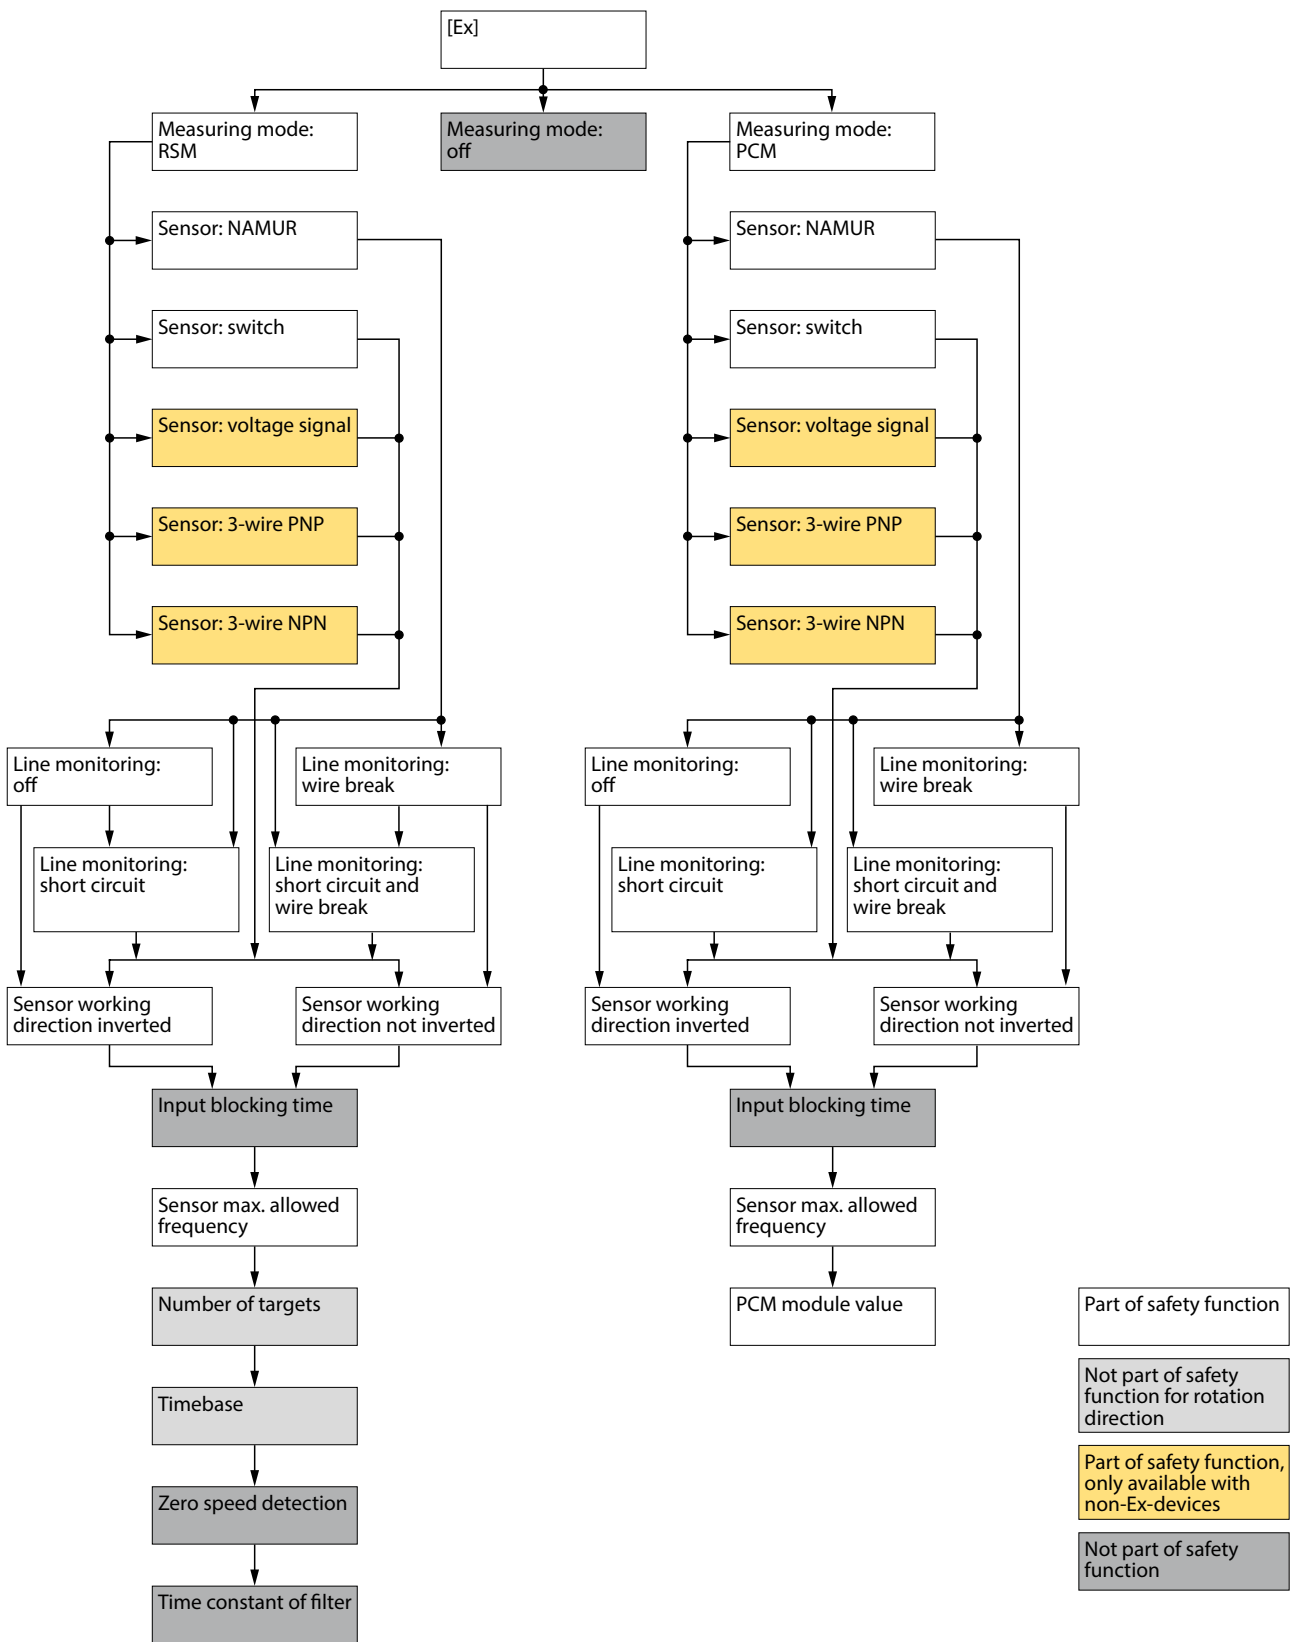 [Ex]
Measuring mode:
RSM
Measuring mode:
off
Measuring mode:
PCM
Sensor: NAMUR
Sensor: NAMUR
Sensor: switch
Sensor: switch
Sensor: voltage signal
Sensor: voltage signal
Sensor: 3-wire PNP
Sensor: 3-wire PNP
Sensor: 3-wire NPN
Sensor: 3-wire NPN
Line monitoring:
off
Line monitoring:
wire break
Line monitoring:
off
Line monitoring:
wire break
Line monitoring:
short circuit
Line monitoring:
short circuit and
wire break
Line monitoring:
short circuit
Line monitoring:
short circuit and
wire break
Sensor working
direction inverted
Sensor working
direction not inverted
Sensor working
direction inverted
Sensor working
direction not inverted
Input blocking time
Input blocking time
Sensor max. allowed
frequency
Sensor max. allowed
frequency
Number of targets
PCM module value
Timebase
Zero speed detection
Time constant of filter
Part of safety function
Not part of safety
function for rotation
direction
Part of safety function,
only available with
non-Ex-devices
Not part of safety
function